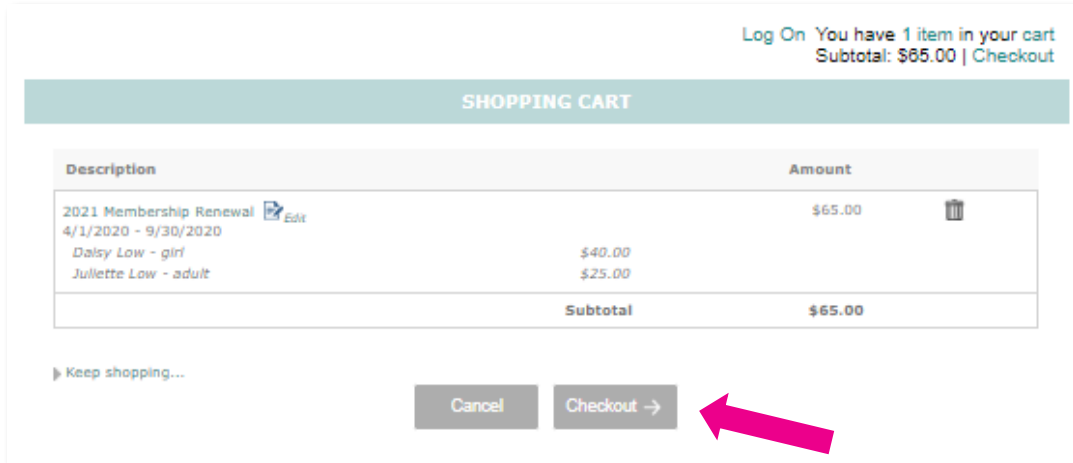 Log On You have 1 item in your cart
Subtotal: $65.00 | Checkout
SHOPPING CART
Description Amount
2021 Membership Renewal Edit $65.00
4/1/2020 - 9/30/2020
Daisy Low - girl $40.00
Juliette Low - adult $25.00
Subtotal $65.00
Keep shopping...
Cancel Checkout →